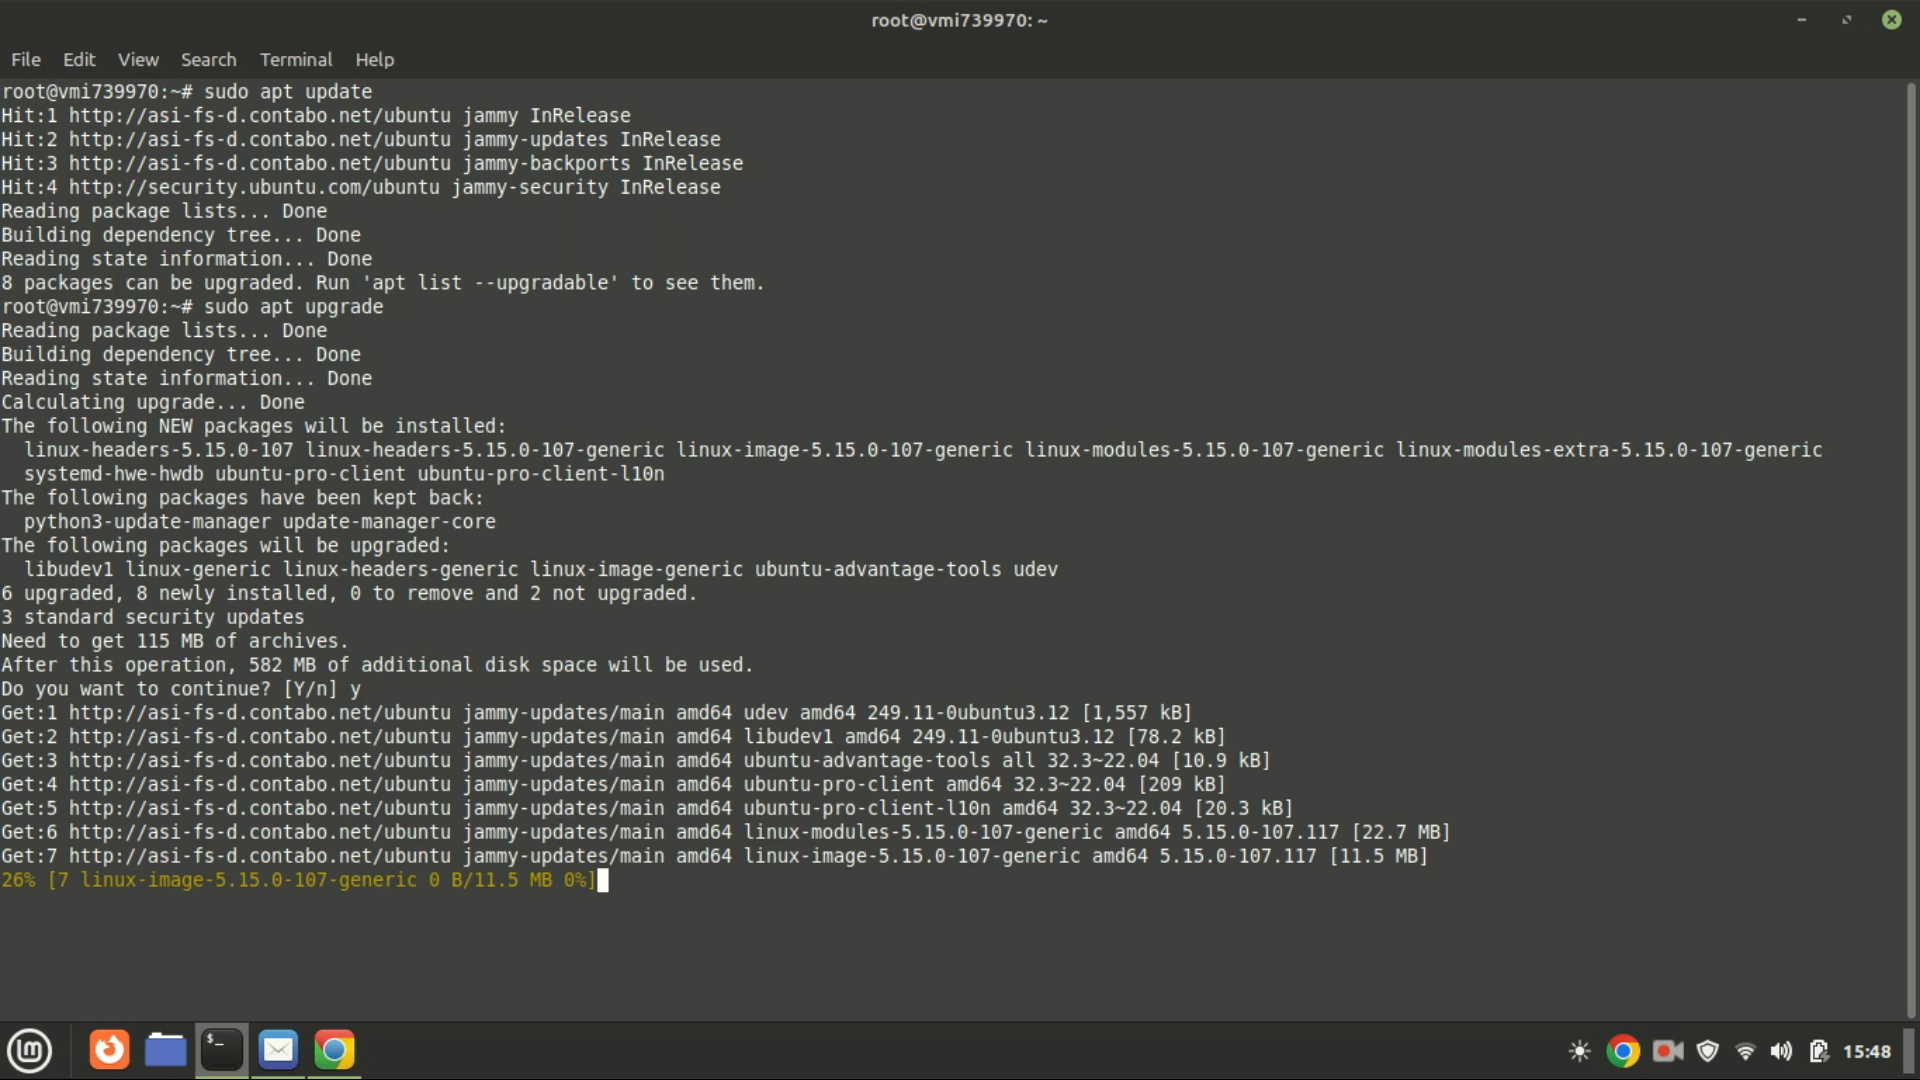 root@vmi739970: ~
File Edit View Search Terminal Help
root@vmi739970:~# sudo apt update
Hit:1 http://asi-fs-d.contabo.net/ubuntu jammy InRelease
Hit:2 http://asi-fs-d.contabo.net/ubuntu jammy-updates InRelease
Hit:3 http://asi-fs-d.contabo.net/ubuntu jammy-backports InRelease
Hit:4 http://security.ubuntu.com/ubuntu jammy-security InRelease
Reading package lists... Done
Building dependency tree... Done
Reading state information... Done
8 packages can be upgraded. Run 'apt list --upgradable' to see them.
root@vmi739970:~# sudo apt upgrade
Reading package lists... Done
Building dependency tree... Done
Reading state information... Done
Calculating upgrade... Done
The following NEW packages will be installed:
linux-headers-5.15.0-107 linux-headers-5.15.0-107-generic linux-image-5.15.0-107-generic linux-modules-5.15.0-107-generic linux-modules-extra-5.15.0-107-generic
systemd-hwe-hwdb ubuntu-pro-client ubuntu-pro-client-l10n
The following packages have been kept back:
python3-update-manager update-manager-core
The following packages will be upgraded:
libudev1 linux-generic linux-headers-generic linux-image-generic ubuntu-advantage-tools udev
6 upgraded, 8 newly installed, 0 to remove and 2 not upgraded.
3 standard security updates
Need to get 115 MB of archives.
After this operation, 582 MB of additional disk space will be used.
Do you want to continue? [Y/n] y
Get:1 http://asi-fs-d.contabo.net/ubuntu jammy-updates/main amd64 udev amd64 249.11-0ubuntu3.12 [1,557 kB]
Get:2 http://asi-fs-d.contabo.net/ubuntu jammy-updates/main amd64 libudev1 amd64 249.11-0ubuntu3.12 [78.2 kB]
Get:3 http://asi-fs-d.contabo.net/ubuntu jammy-updates/main amd64 ubuntu-advantage-tools all 32.3~22.04 [10.9 kB]
Get:4 http://asi-fs-d.contabo.net/ubuntu jammy-updates/main amd64 ubuntu-pro-client amd64 32.3~22.04 [209 kB]
Get:5 http://asi-fs-d.contabo.net/ubuntu jammy-updates/main amd64 ubuntu-pro-client-l10n amd64 32.3~22.04 [20.3 kB]
Get:6 http://asi-fs-d.contabo.net/ubuntu jammy-updates/main amd64 linux-modules-5.15.0-107-generic amd64 5.15.0-107.117 [22.7 MB]
Get:7 http://asi-fs-d.contabo.net/ubuntu jammy-updates/main amd64 linux-image-5.15.0-107-generic amd64 5.15.0-107.117 [11.5 MB]
26% [7 linux-image-5.15.0-107-generic 0 B/11.5 MB 0%]
$_
15:48